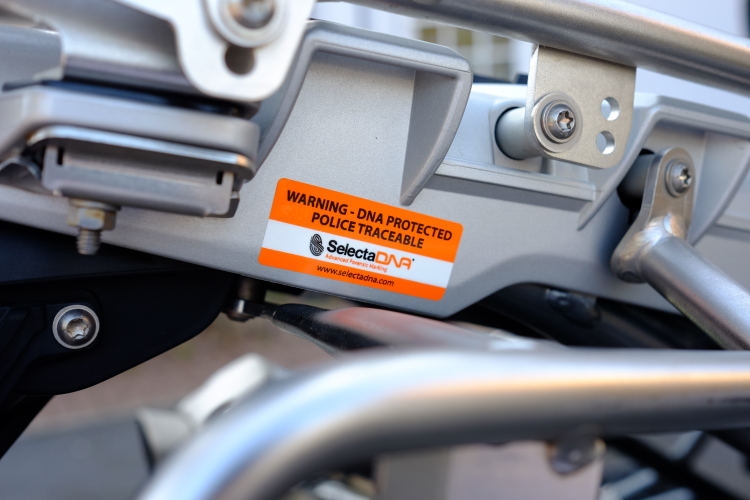 WARNING - DNA PROTECTED
POLICE TRACEABLE
SelectaDNA
Advanced Forensic Marking
www.selectadna.com